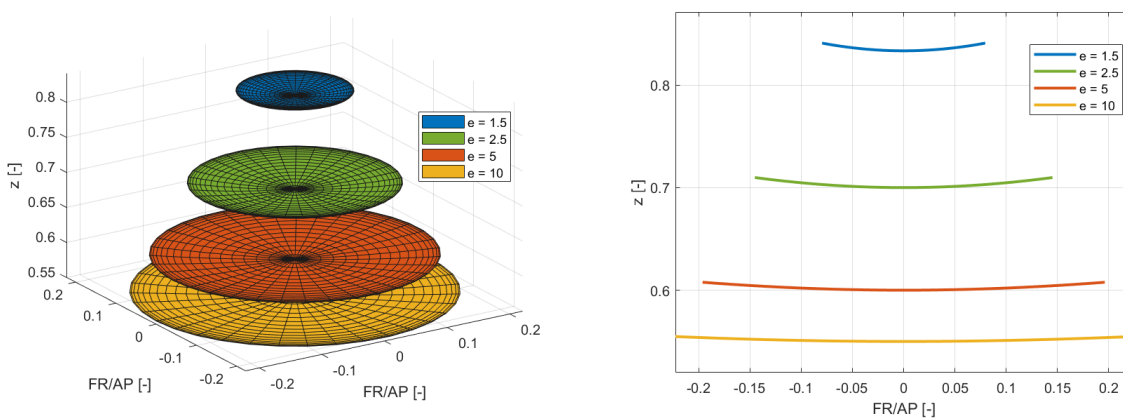 0.8
0.75
0.7
0.65
0.6
0.55
z [-]
0.2
0.1
0
-0.1
-0.2
FR/AP [-]
-0.2
-0.1
0
0.1
0.2
FR/AP [-]
e = 1.5
e = 2.5
e = 5
e = 10
0.8
0.7
0.6
z [-]
-0.2
-0.15
-0.1
-0.05
0
0.05
0.1
0.15
0.2
FR/AP [-]
e = 1.5
e = 2.5
e = 5
e = 10